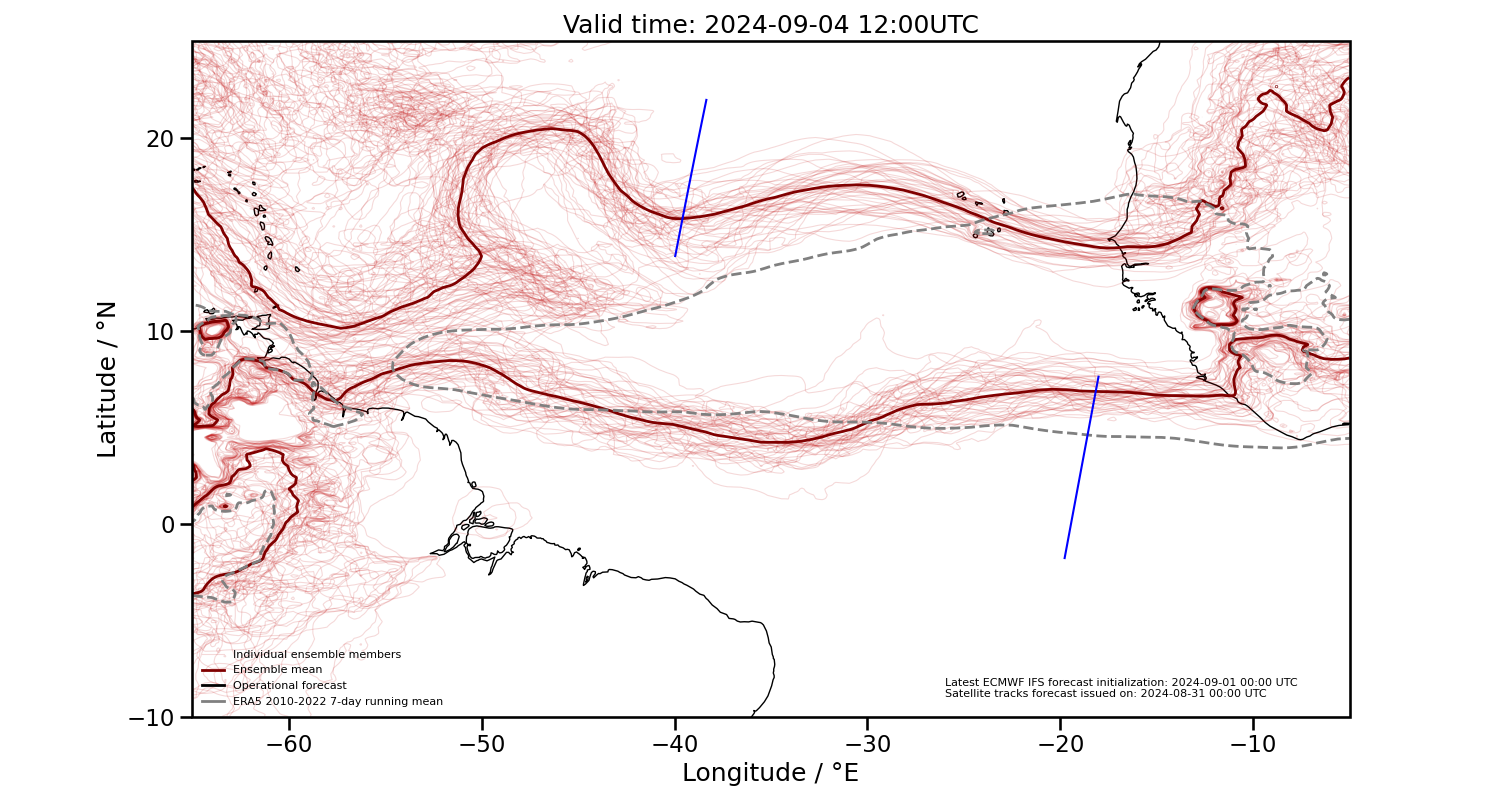 Valid time: 2024-09-04 12:00UTC
20
10
0
−10
Latitude / °N
Individual ensemble members
Ensemble mean
Operational forecast
ERA5 2010-2022 7-day running mean
Latest ECMWF IFS forecast initialization: 2024-09-01 00:00 UTC
Satellite tracks forecast issued on: 2024-08-31 00:00 UTC
−60 −50 −40 −30 −20 −10
Longitude / °E